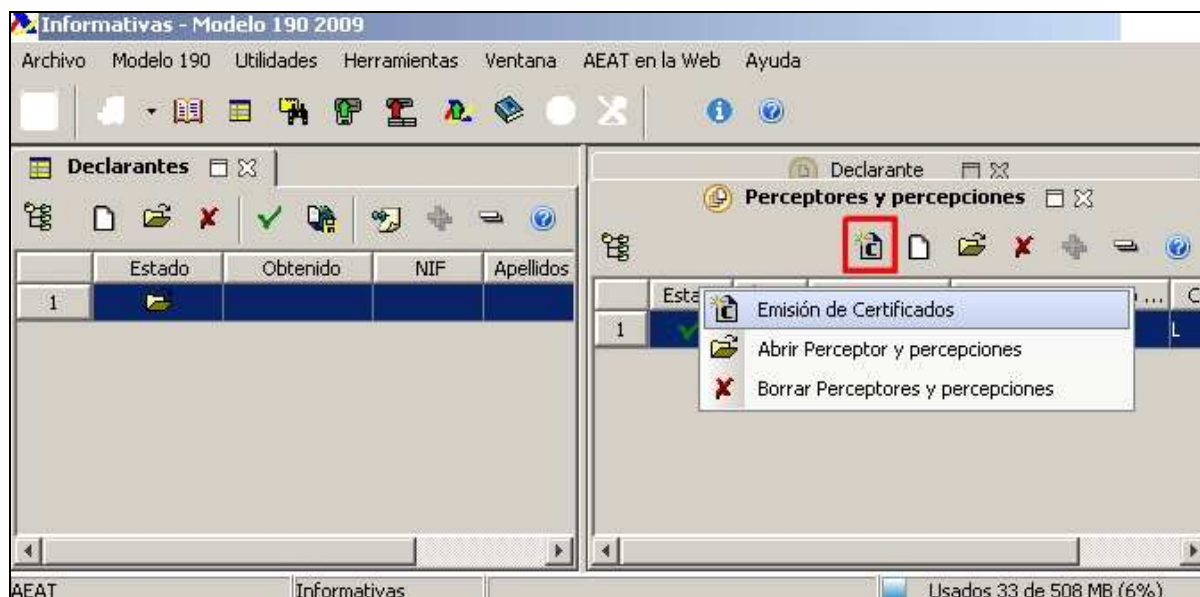 Informativas - Modelo 190 2009
Archivo Modelo 190 Utilidades Herramientas Ventana AEAT en la Web Ayuda
Declarantes
Estado Obtenido NIF Apellidos
1
Declarante
Perceptores y percepciones
Esta ... C
1 L
Emisión de Certificados
Abrir Perceptor y percepciones
Borrar Perceptores y percepciones
AEAT Informativas Usados 33 de 508 MB (6%)